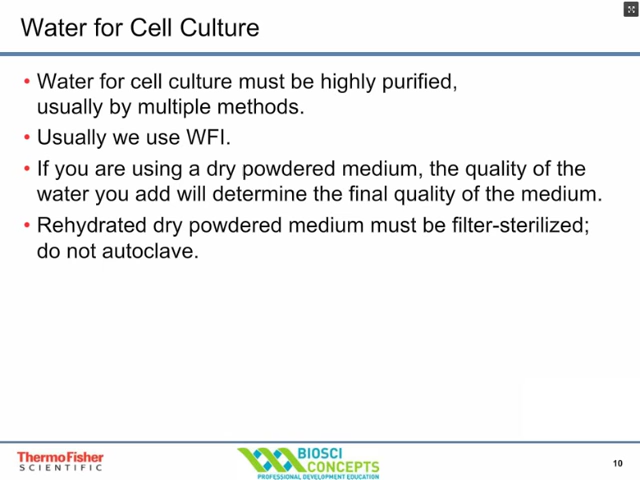 Water for Cell Culture
• Water for cell culture must be highly purified,
usually by multiple methods.
• Usually we use WFI.
• If you are using a dry powdered medium, the quality of the
water you add will determine the final quality of the medium.
• Rehydrated dry powdered medium must be filter-sterilized;
do not autoclave.
ThermoFisher
SCIENTIFIC
BIOSCI
CONCEPTS
PROFESSIONAL DEVELOPMENT EDUCATION
10